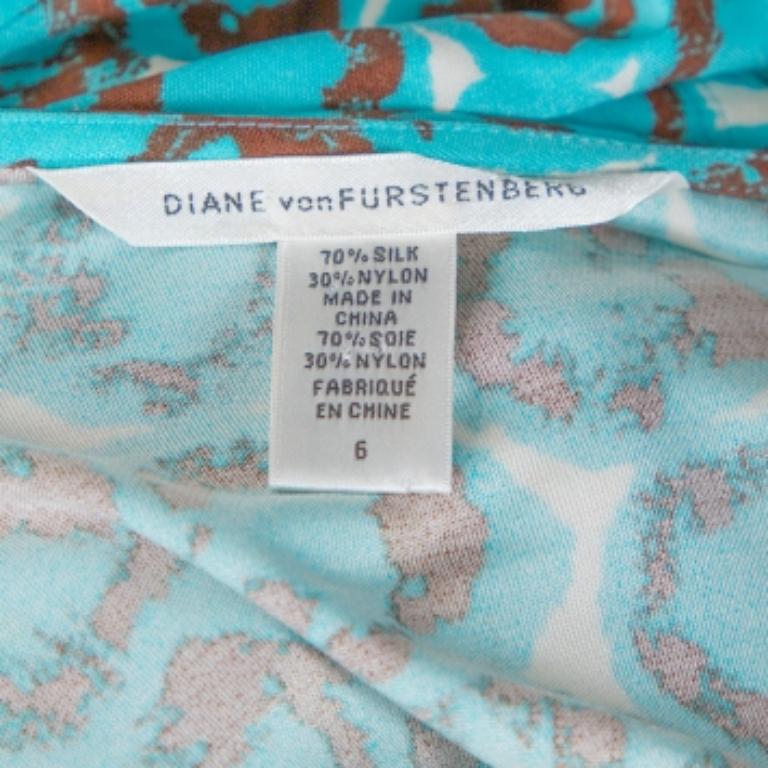 DIANE vonFURSTENBERG
70% SILK
30% NYLON
MADE IN
CHINA
70% SOIE
30% NYLON
FABRIQUÉ
EN CHINE
6